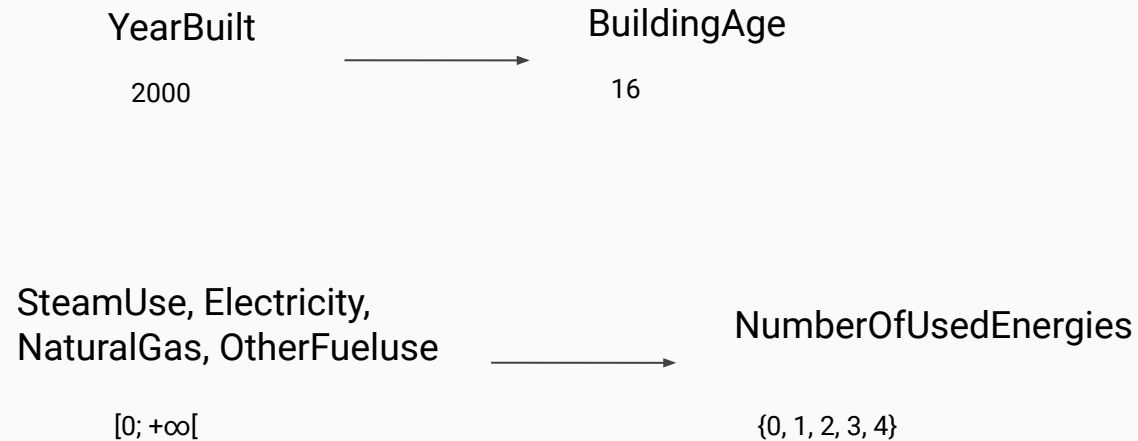 YearBuilt
BuildingAge
2000
16
SteamUse, Electricity,
NaturalGas, OtherFueluse
NumberOfUsedEnergies
[0; +∞[
{0, 1, 2, 3, 4}